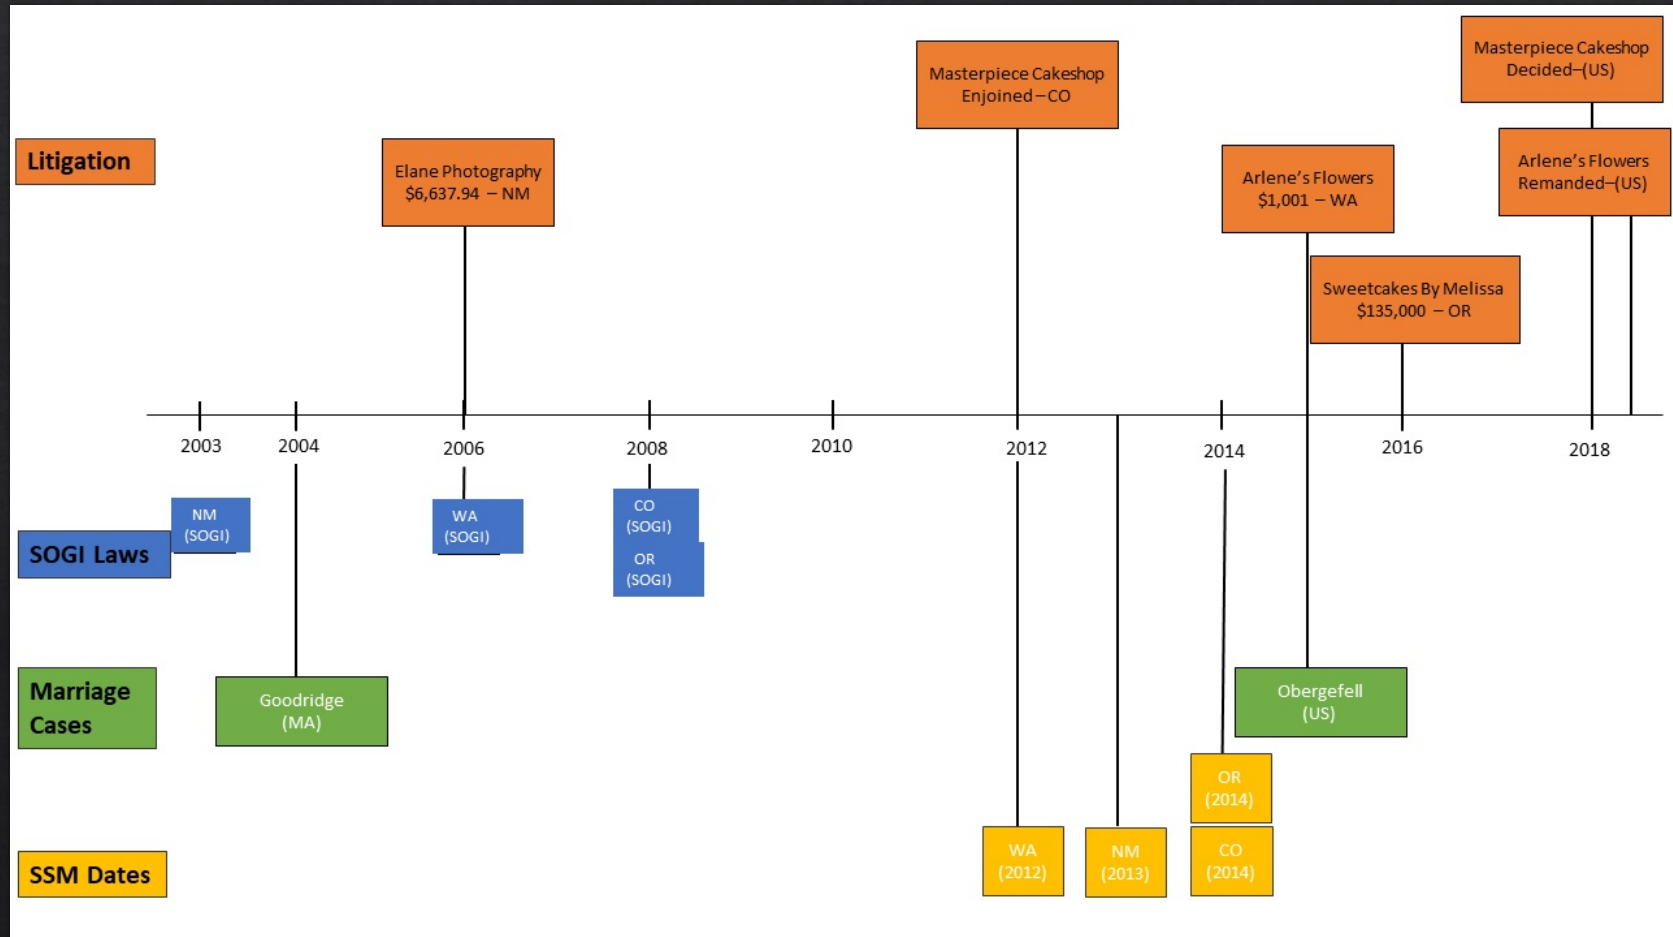 Masterpiece Cakeshop
Decided–(US)
Masterpiece Cakeshop
Enjoined–CO
Litigation
Elane Photography
$6,637.94 – NM
Arlene's Flowers
$1,001 – WA
Arlene's Flowers
Remanded–(US)
Sweetcakes By Melissa
$135,000 – OR
2003
2004
2006
2008
2010
2012
2014
2016
2018
SOGI Laws
NM
(SOGI)
WA
(SOGI)
CO
(SOGI)
OR
(SOGI)
Marriage
Cases
Goodridge
(MA)
Obergefell
(US)
SSM Dates
WA
(2012)
NM
(2013)
OR
(2014)
CO
(2014)